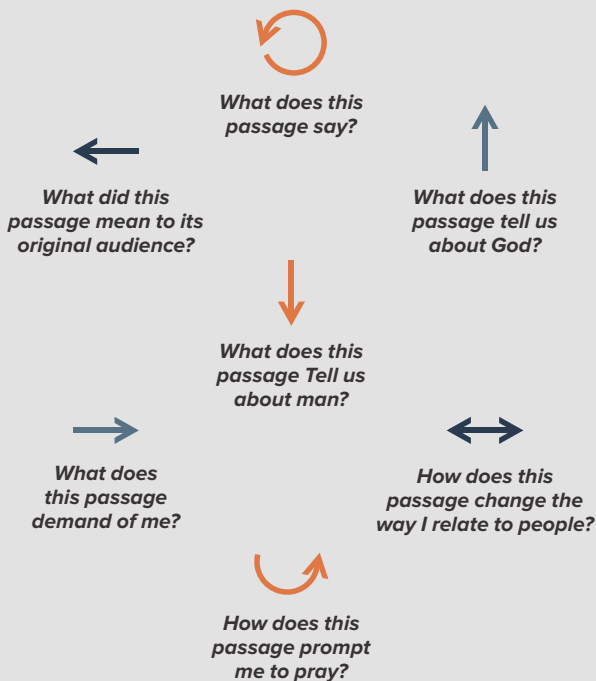 What does this
passage say?
What did this
passage mean to its
original audience?
What does this
passage tell us
about God?
What does this
passage Tell us
about man?
What does
this passage
demand of me?
How does this
passage change the
way I relate to people?
How does this
passage prompt
me to pray?